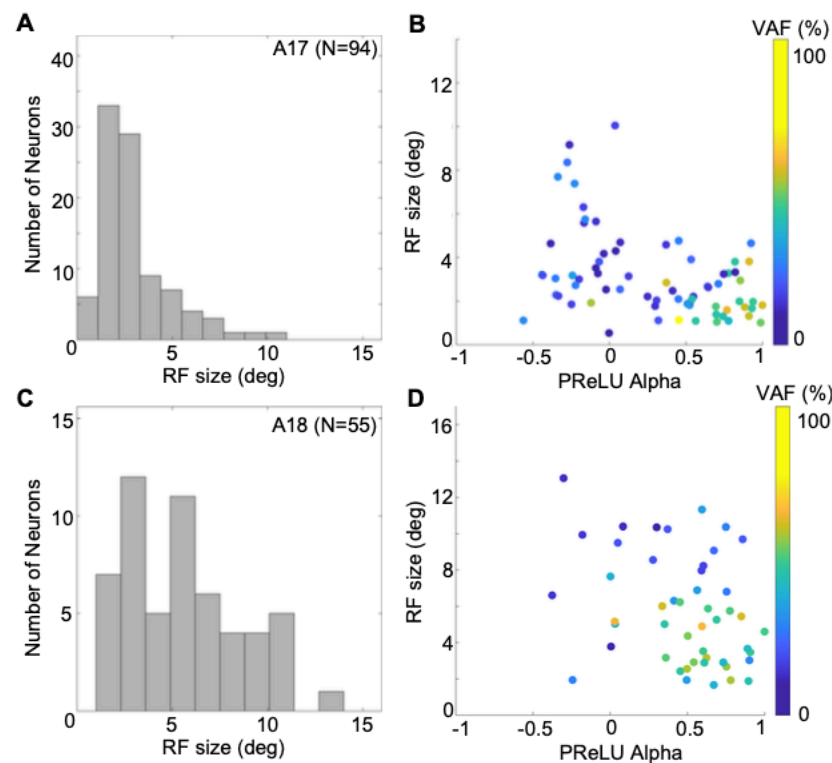 A
A17 (N=94)
Number of Neurons
40
30
20
10
0
0
5
10
15
RF size (deg)
B
VAF (%)
100
0
RF size (deg)
12
8
4
0
-1
-0.5
0
0.5
1
PReLU Alpha
C
A18 (N=55)
Number of Neurons
15
10
5
0
5
10
15
RF size (deg)
D
VAF (%)
100
0
RF size (deg)
16
12
8
4
0
-1
-0.5
0
0.5
1
PReLU Alpha